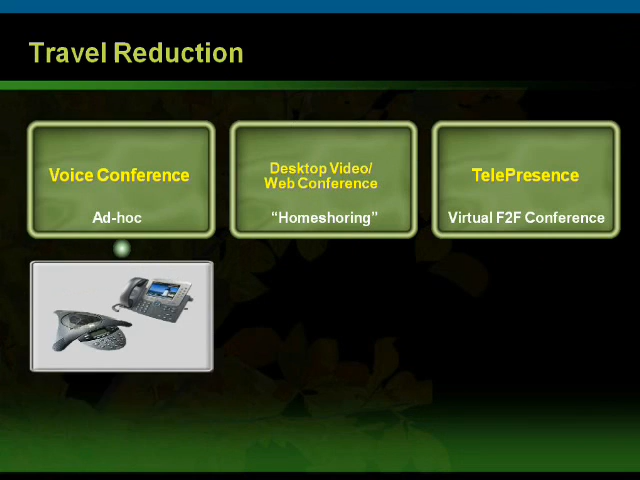 Travel Reduction
Voice Conference
Ad-hoc
Desktop Video/
Web Conference
“Homeshoring”
TelePresence
Virtual F2F Conference